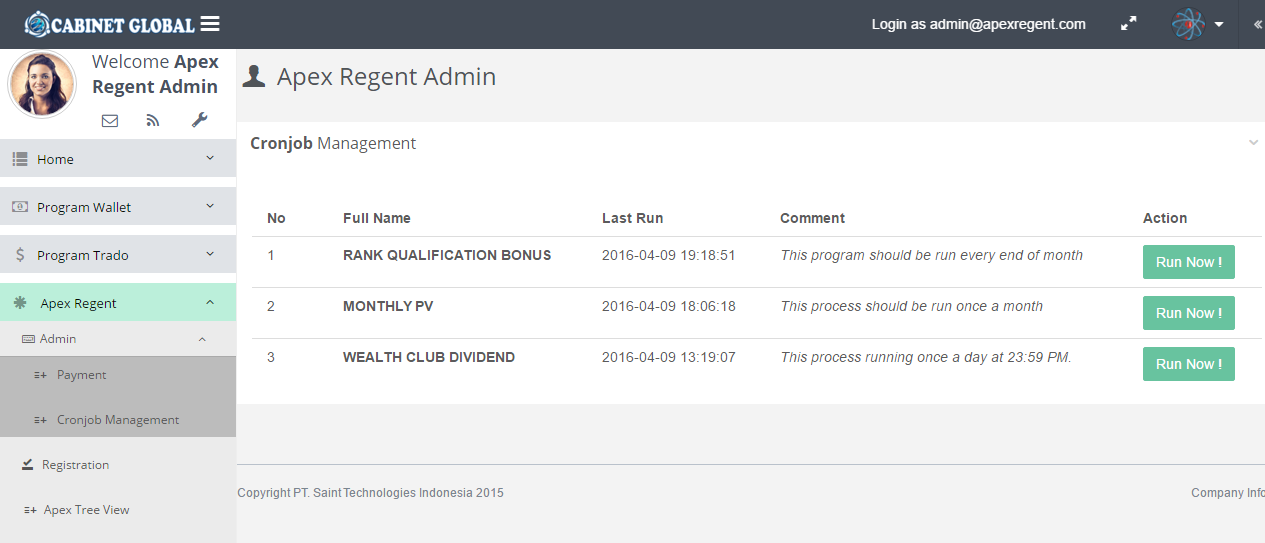 CABINET GLOBAL
Login as admin@apexregent.com
Welcome Apex
Regent Admin
Home
Program Wallet
Program Trado
Apex Regent
Admin
Payment
Cronjob Management
Registration
Apex Tree View
Apex Regent Admin
Cronjob Management
No Full Name Last Run Comment Action
1 RANK QUALIFICATION BONUS 2016-04-09 19:18:51 This program should be run every end of month Run Now !
2 MONTHLY PV 2016-04-09 18:06:18 This process should be run once a month Run Now !
3 WEALTH CLUB DIVIDEND 2016-04-09 13:19:07 This process running once a day at 23:59 PM. Run Now !
Copyright PT. Saint Technologies Indonesia 2015
Company Info